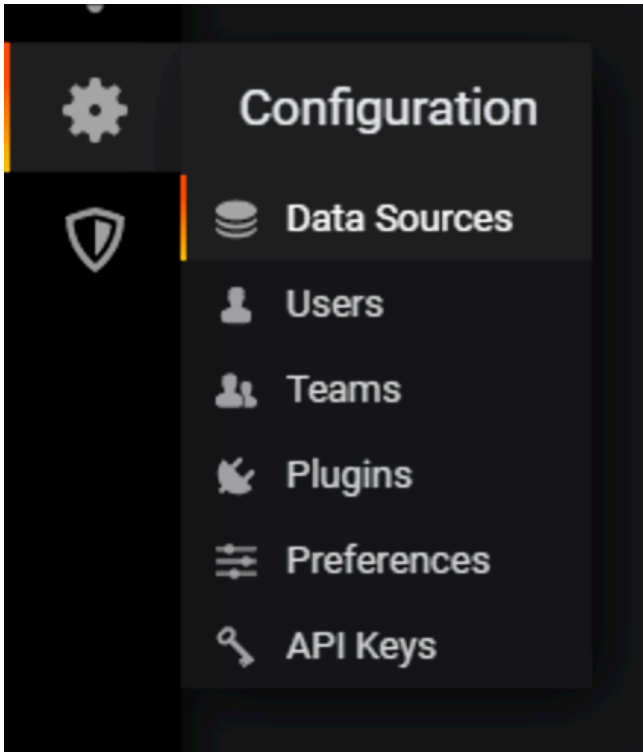 Configuration
Data Sources
Users
Teams
Plugins
Preferences
API Keys